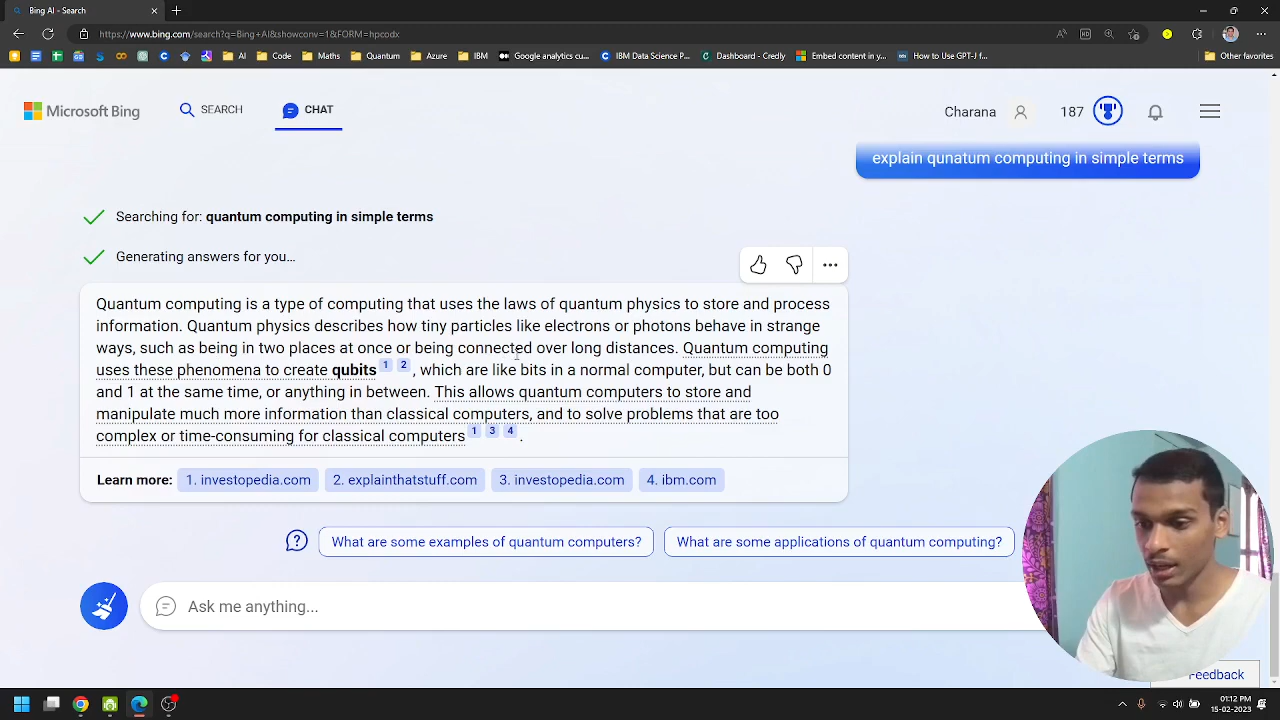 Bing AI - Search
https://www.bing.com/search?q=Bing+AI&showconv=1&FORM=hpcodx
AI
Code
Maths
Quantum
Azure
IBM
Google analytics cu...
IBM Data Science P...
Dashboard - Credly
Embed content in y...
How to Use GPT-J f...
Other favorites
Microsoft Bing
SEARCH
CHAT
Charana
187
explain qunatum computing in simple terms
Searching for: quantum computing in simple terms
Generating answers for you...
Quantum computing is a type of computing that uses the laws of quantum physics to store and process
information. Quantum physics describes how tiny particles like electrons or photons behave in strange
ways, such as being in two places at once or being connected over long distances. Quantum computing
uses these phenomena to create qubits 1 2 , which are like bits in a normal computer, but can be both 0
and 1 at the same time, or anything in between. This allows quantum computers to store and
manipulate much more information than classical computers, and to solve problems that are too
complex or time-consuming for classical computers 1 3 4 .
Learn more: 1. investopedia.com 2. explainthatstuff.com 3. investopedia.com 4. ibm.com
What are some examples of quantum computers?
What are some applications of quantum computing?
Ask me anything...
Feedback
01:12 PM
15-02-2023